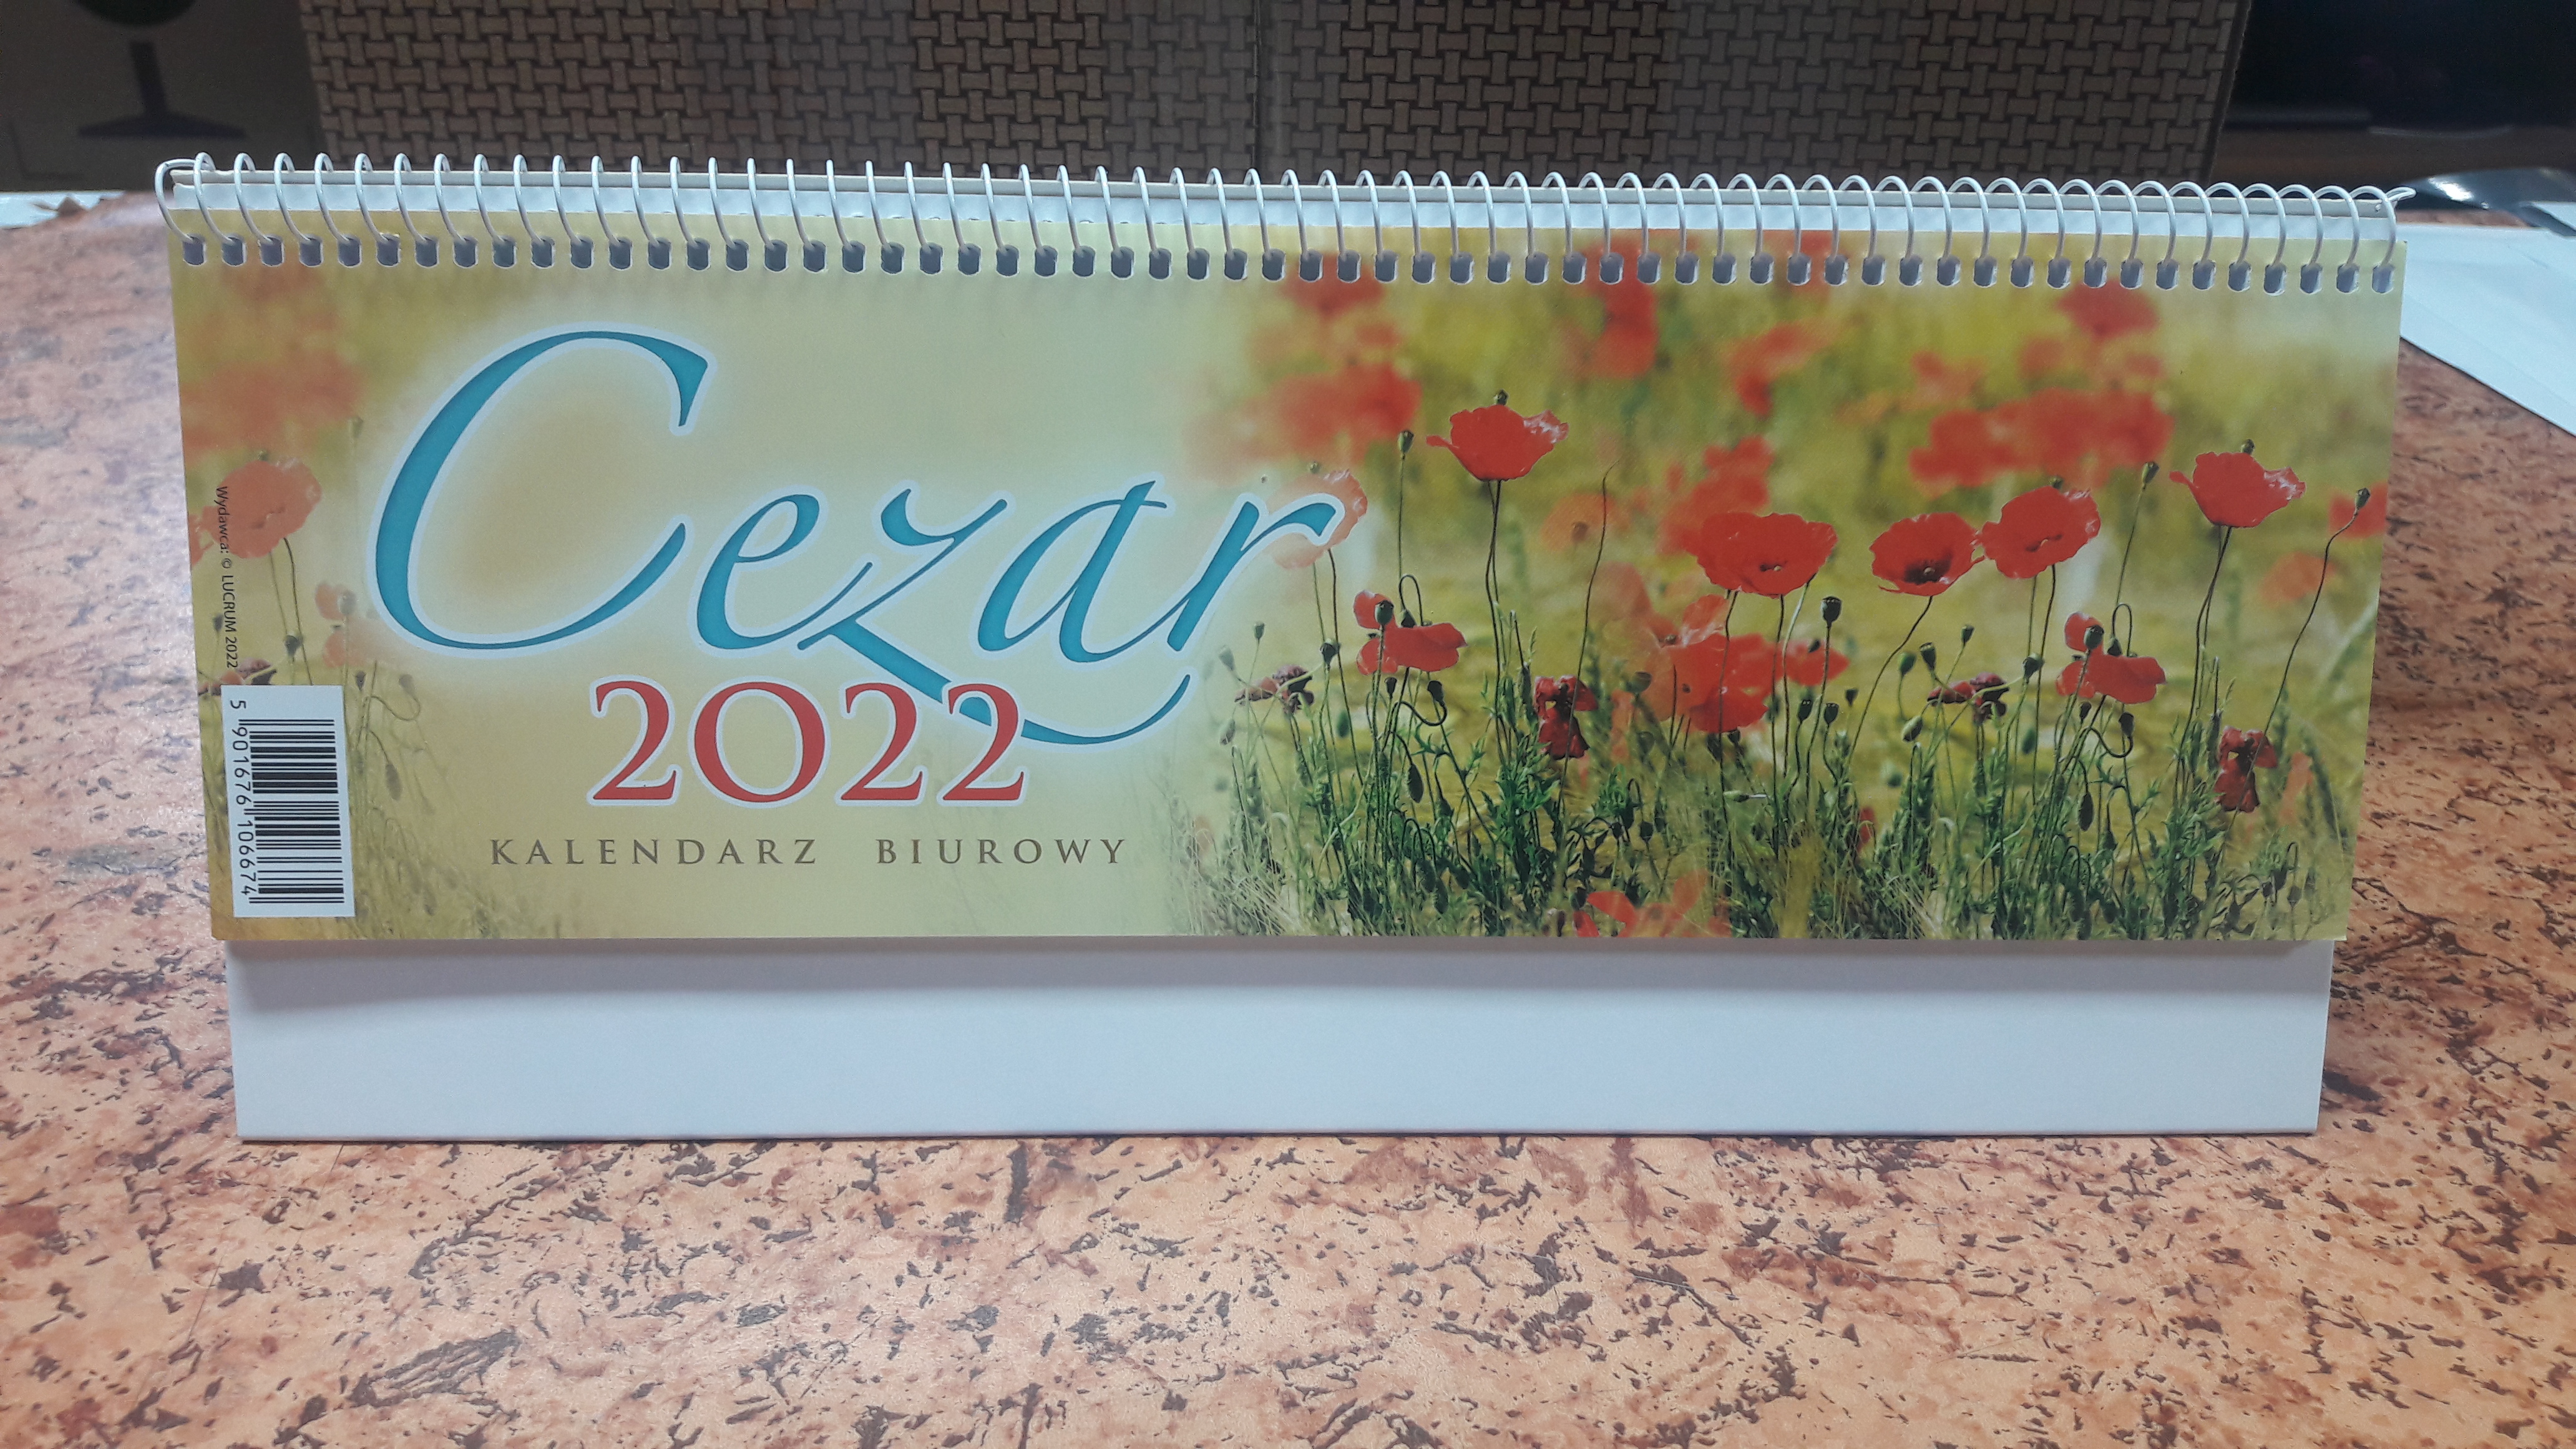 Cezar
2022
KALENDARZ BIUROWY
Wydawca: © LUCRUM 2022
5 901676 106674